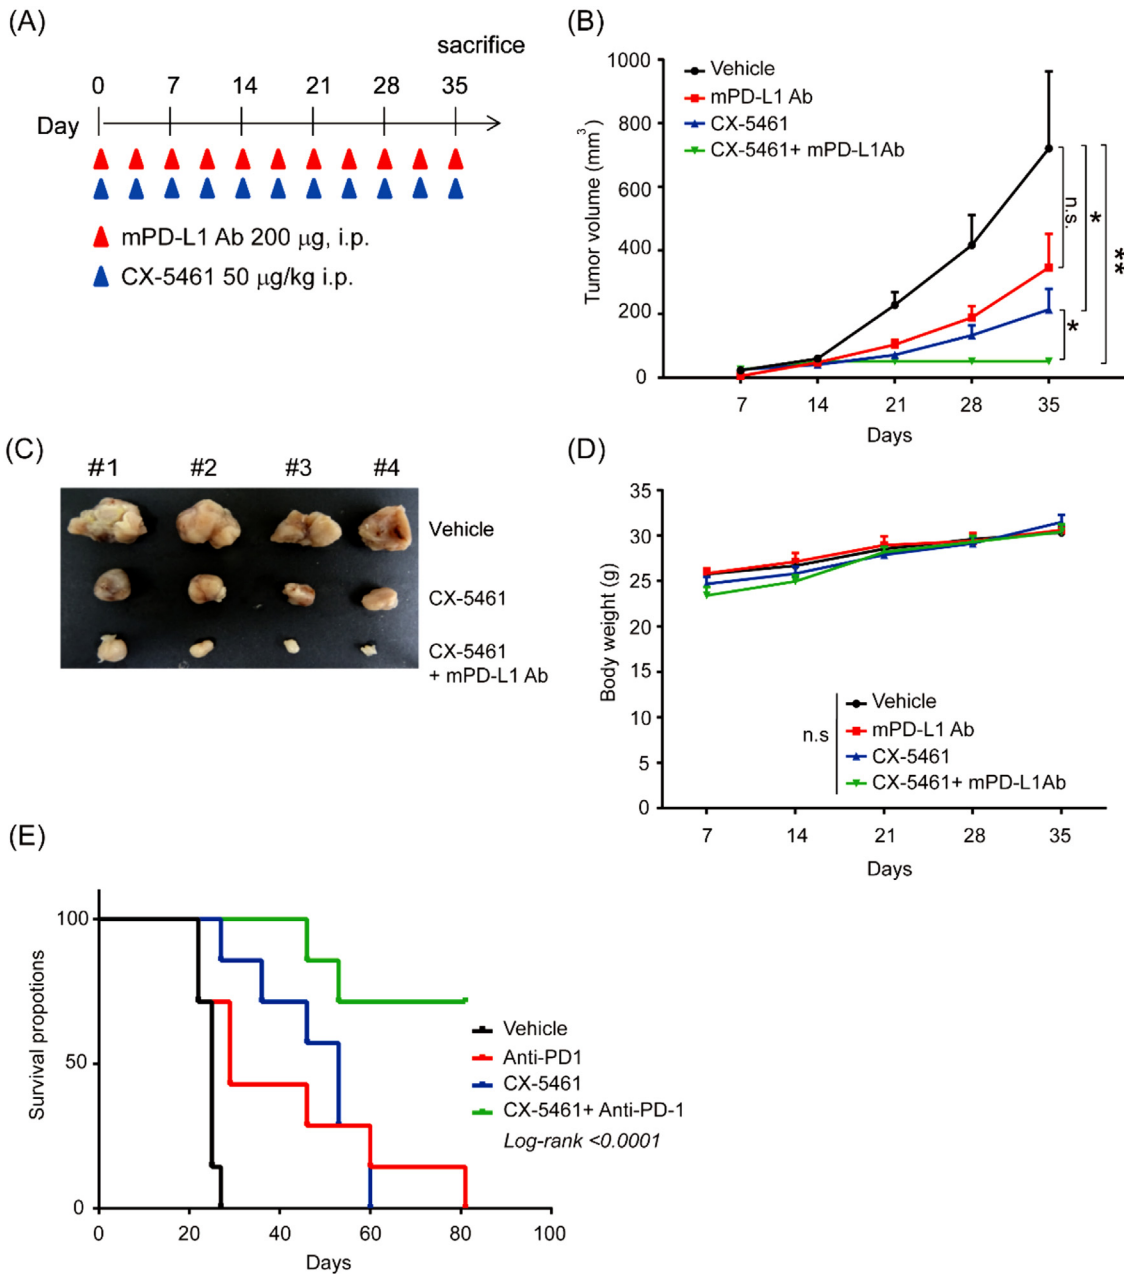 (A)
sacrifice
0 7 14 21 28 35
Day
mPD-L1 Ab 200 μg, i.p.
CX-5461 50 μg/kg i.p.
(B)
1000
800
600
400
200
0
Tumor volume (mm³)
Vehicle
mPD-L1 Ab
CX-5461
CX-5461+ mPD-L1Ab
n.s.
*
**
*
7 14 21 28 35
Days
(C)
#1 #2 #3 #4
Vehicle
CX-5461
CX-5461
+ mPD-L1 Ab
(D)
35
30
25
20
15
10
5
0
Body weight (g)
n.s
Vehicle
mPD-L1 Ab
CX-5461
CX-5461+ mPD-L1Ab
7 14 21 28 35
Days
(E)
100
50
0
Survival propotions
Vehicle
Anti-PD1
CX-5461
CX-5461+ Anti-PD-1
Log-rank <0.0001
0 20 40 60 80 100
Days